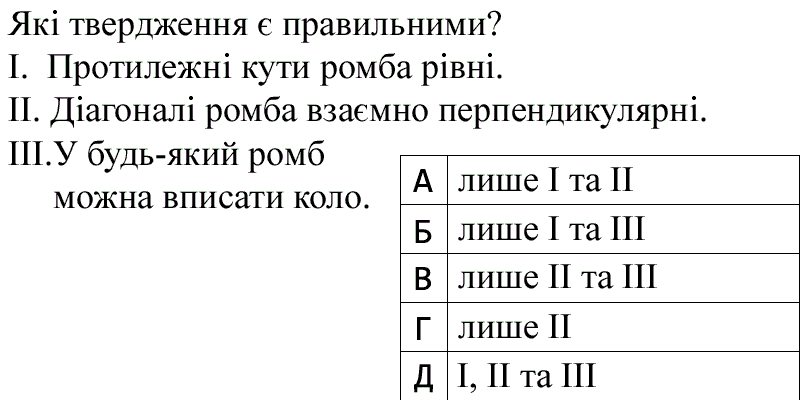 Які твердження є правильними?
I. Протилежні кути ромба рівні.
II. Діагоналі ромба взаємно перпендикулярні.
III.У будь-який ромб
можна вписати коло.
А лише I та II
Б лише I та III
В лише II та III
Г лише II
Д I, II та III